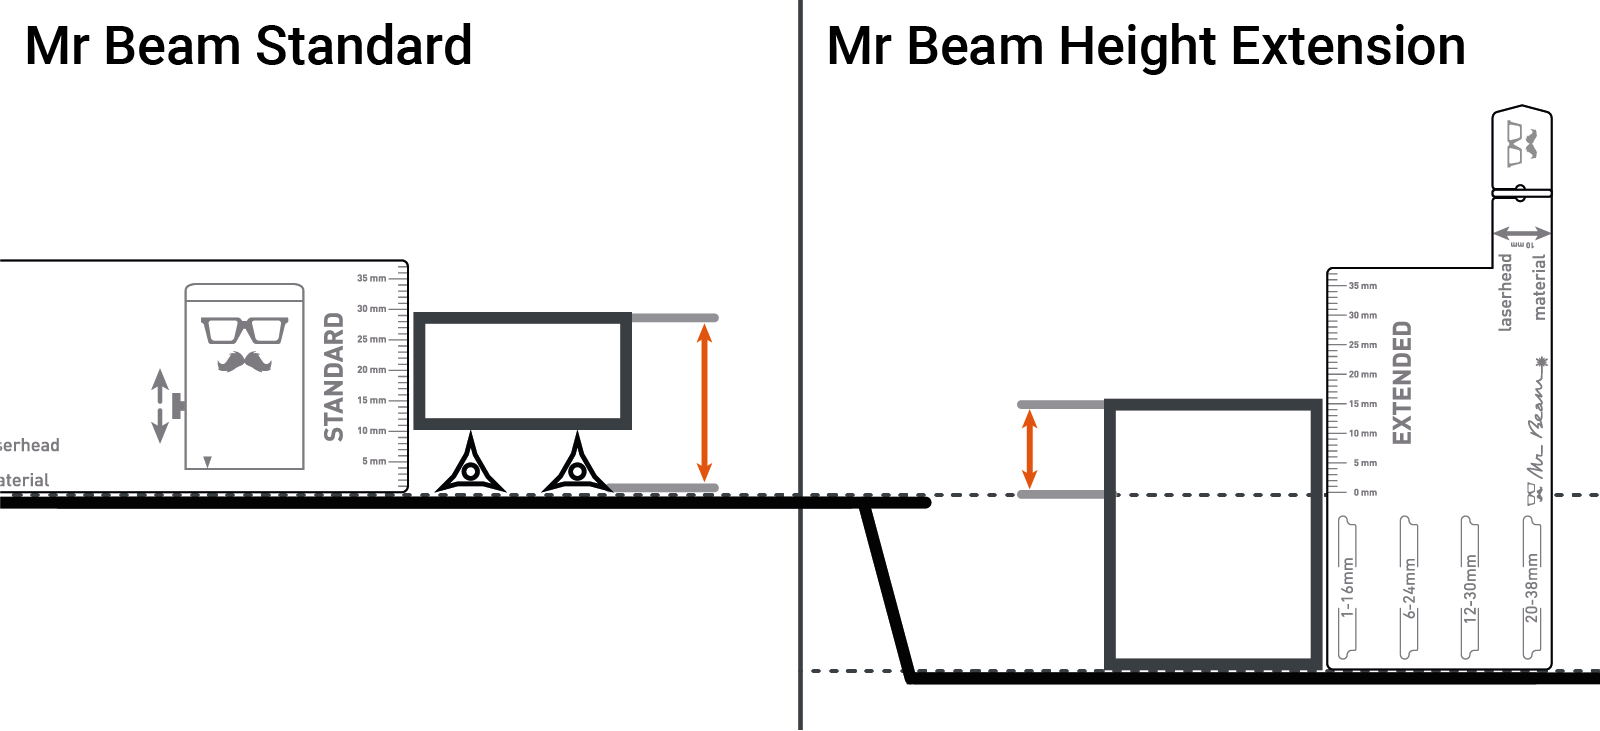 Mr Beam Standard
35 mm
30 mm
25 mm
20 mm
15 mm
10 mm
5 mm
STANDARD
serhead
aterial
Mr Beam Height Extension
10 mm
laserhead
material
35 mm
30 mm
25 mm
20 mm
15 mm
10 mm
5 mm
0 mm
EXTENDED
Mr Beam
1-16mm
6-24mm
12-30mm
20-38mm